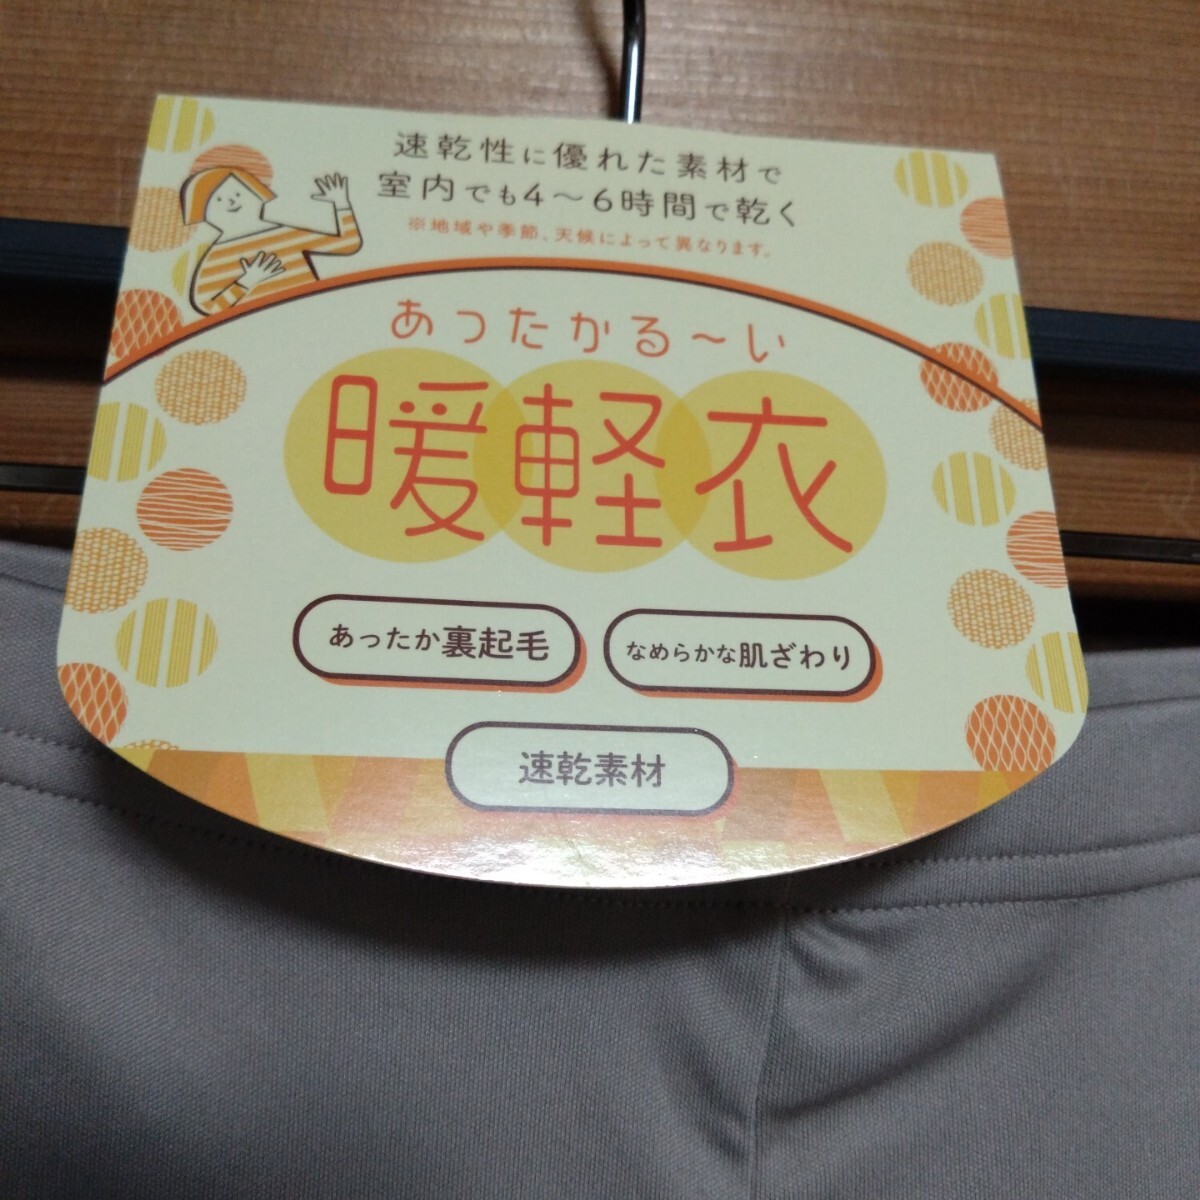 速乾性に優れた素材で
室内でも4～6時間で乾く
※地域や季節、天候によって異なります。
あったかる～い
暖軽衣
あったか裏起毛
なめらかな肌ざわり
速乾素材